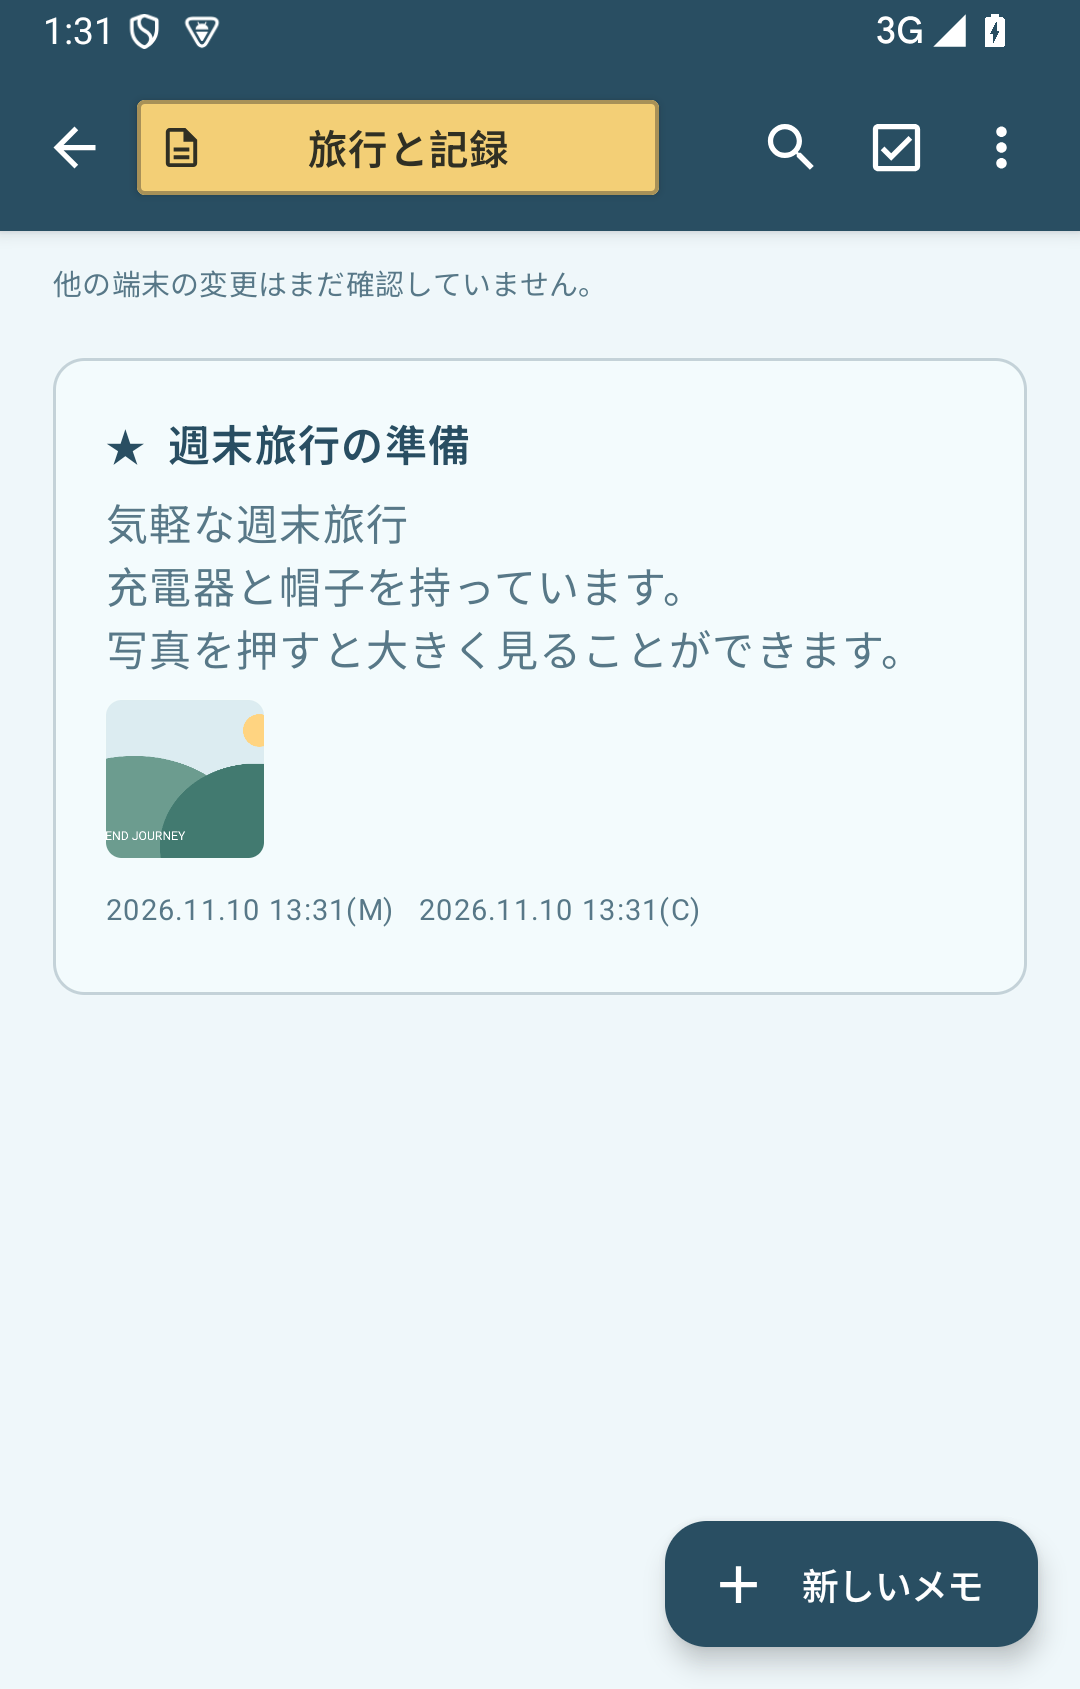 1:31
3G
旅行と記録
他の端末の変更はまだ確認していません。
★ 週末旅行の準備
気軽な週末旅行
充電器と帽子を持っています。
写真を押すと大きく見ることができます。
END JOURNEY
2026.11.10 13:31(M) 2026.11.10 13:31(C)
新しいメモ